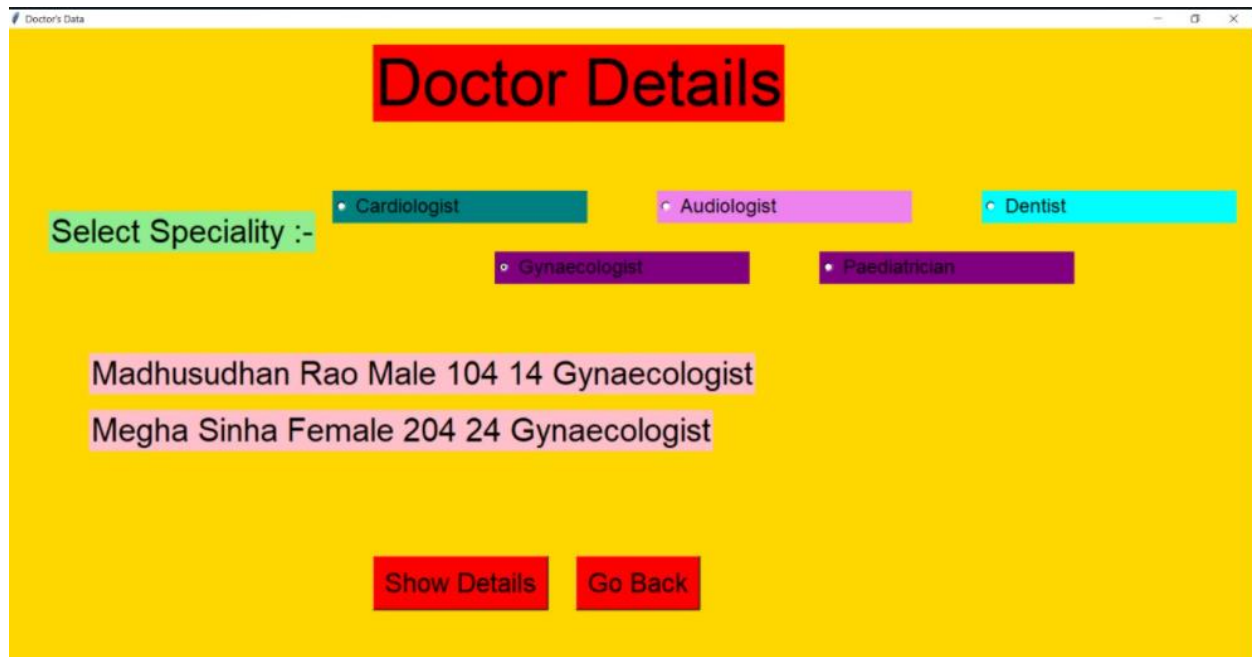 Doctor's Data
Doctor Details
Select Speciality :-
Cardiologist
Audiologist
Dentist
Gynaecologist
Paediatrician
Madhusudhan Rao Male 104 14 Gynaecologist
Megha Sinha Female 204 24 Gynaecologist
Show Details
Go Back